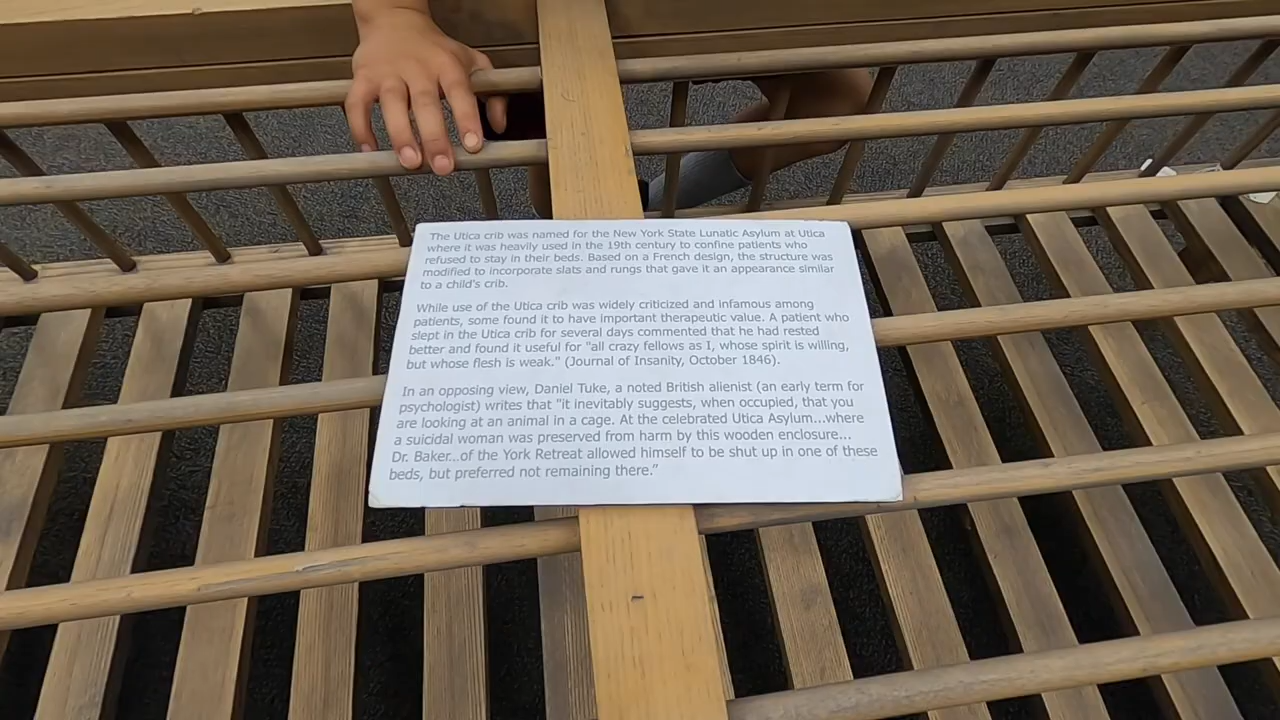 The Utica crib was named for the New York State Lunatic Asylum at Utica
where it was heavily used in the 19th century to confine patients who
refused to stay in their beds. Based on a French design, the structure was
modified to incorporate slats and rungs that gave it an appearance similar
to a child's crib.
While use of the Utica crib was widely criticized and infamous among
patients, some found it to have important therapeutic value. A patient who
slept in the Utica crib for several days commented that he had rested
better and found it useful for "all crazy fellows as I, whose spirit is willing,
but whose flesh is weak." (Journal of Insanity, October 1846).
In an opposing view, Daniel Tuke, a noted British alienist (an early term for
psychologist) writes that "it inevitably suggests, when occupied, that you
are looking at an animal in a cage. At the celebrated Utica Asylum...where
a suicidal woman was preserved from harm by this wooden enclosure...
Dr. Baker...of the York Retreat allowed himself to be shut up in one of these
beds, but preferred not remaining there."